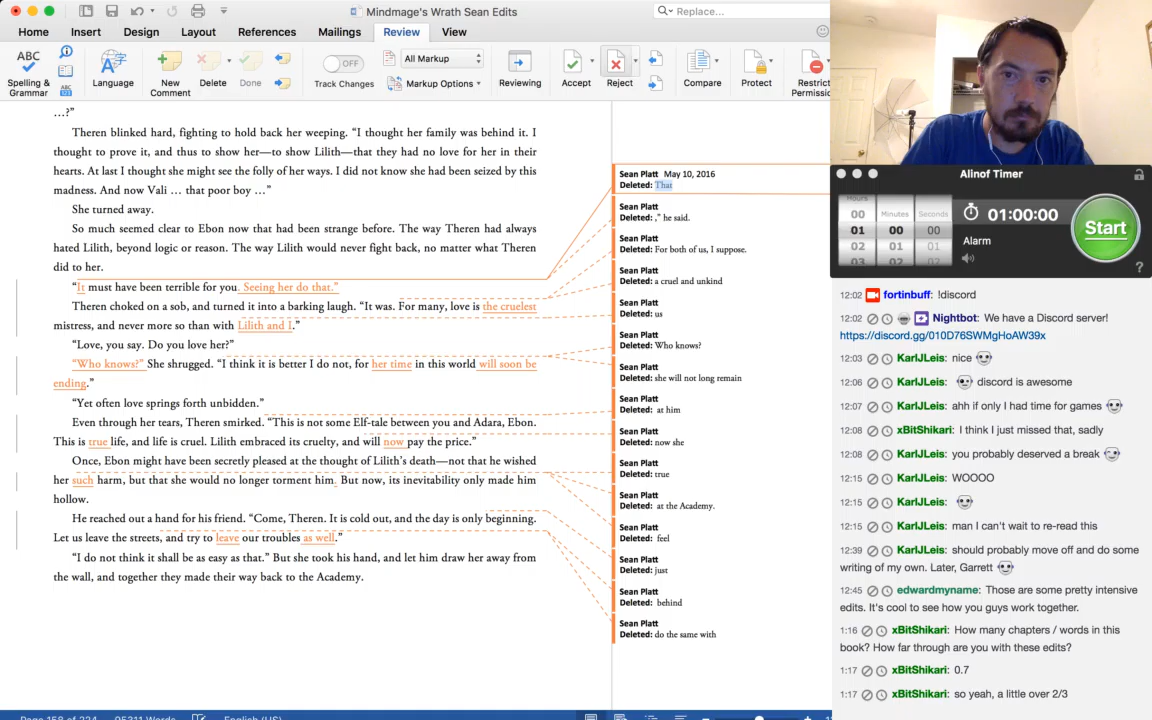 Mindmage's Wrath Sean Edits
Replace...
Home Insert Design Layout References Mailings Review View
ABC
Spelling & Grammar
ABC
123
Language
New Comment
Delete
Done
OFF
Track Changes
All Markup
Markup Options
Reviewing
Accept
Reject
Compare
Protect
Restrict
Permissio
…?”
Theren blinked hard, fighting to hold back her weeping. “I thought her family was behind it. I
thought to prove it, and thus to show her—to show Lilith—that they had no love for her in their
hearts. At last I thought she might see the folly of her ways. I did not know she had been seized by this
madness. And now Vali … that poor boy …”
She turned away.
So much seemed clear to Ebon now that had been strange before. The way Theren had always
hated Lilith, beyond logic or reason. The way Lilith would never fight back, no matter what Theren
did to her.
“It must have been terrible for you. Seeing her do that.”
Theren choked on a sob, and turned it into a barking laugh. “It was. For many, love is the cruelest
mistress, and never more so than with Lilith and I.”
“Love, you say. Do you love her?”
“Who knows?” She shrugged. “I think it is better I do not, for her time in this world will soon be
ending.”
“Yet often love springs forth unbidden.”
Even through her tears, Theren smirked. “This is not some Elf-tale between you and Adara, Ebon.
This is true life, and life is cruel. Lilith embraced its cruelty, and will now pay the price.”
Once, Ebon might have been secretly pleased at the thought of Lilith’s death—not that he wished
her such harm, but that she would no longer torment him. But now, its inevitability only made him
hollow.
He reached out a hand for his friend. “Come, Theren. It is cold out, and the day is only beginning.
Let us leave the streets, and try to leave our troubles as well.”
“I do not think it shall be as easy as that.” But she took his hand, and let him draw her away from
the wall, and together they made their way back to the Academy.
Sean Platt May 10, 2016
Deleted: That
Sean Platt
Deleted: ,” he said.
Sean Platt
Deleted: For both of us, I suppose.
Sean Platt
Deleted: a cruel and unkind
Sean Platt
Deleted: us
Sean Platt
Deleted: Who knows?
Sean Platt
Deleted: she will not long remain
Sean Platt
Deleted: at him
Sean Platt
Deleted: now she
Sean Platt
Deleted: true
Sean Platt
Deleted: at the Academy.
Sean Platt
Deleted: feel
Sean Platt
Deleted: just
Sean Platt
Deleted: behind
Sean Platt
Deleted: do the same with
Page 158 of 224 95311 Words English (US)
Alinof Timer
Hours Minutes Seconds
00
01 00 00
02 01 01
03 02 02
01:00:00
Alarm
Start
?
12:02 fortinbuff: !discord
12:02 Nightbot: We have a Discord server!
https://discord.gg/010D76SWMgHoAW39x
12:03 KarlJLeis: nice
12:06 KarlJLeis: discord is awesome
12:07 KarlJLeis: ahh if only I had time for games
12:08 xBitShikari: I think I just missed that, sadly
12:08 KarlJLeis: you probably deserved a break
12:15 KarlJLeis: WOOOO
12:15 KarlJLeis:
12:15 KarlJLeis: man I can't wait to re-read this
12:39 KarlJLeis: should probably move off and do some
writing of my own. Later, Garrett
12:45 edwardmyname: Those are some pretty intensive
edits. It's cool to see how you guys work together.
1:16 xBitShikari: How many chapters / words in this
book? How far through are you with these edits?
1:17 xBitShikari: 0.7
1:17 xBitShikari: so yeah, a little over 2/3